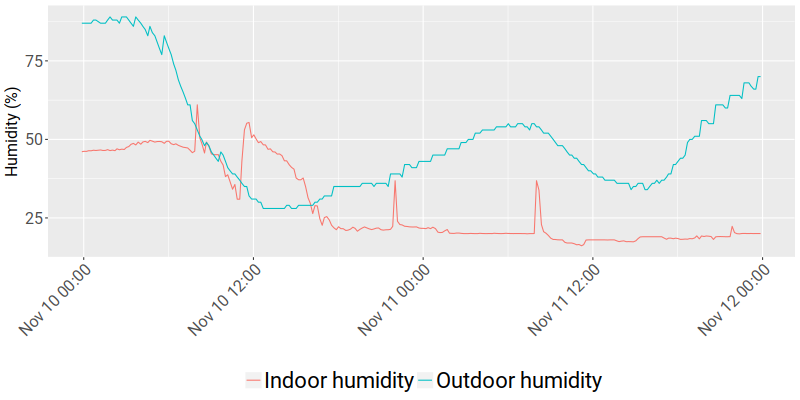 Humidity (%)
75
50
25
Nov 10 00:00
Nov 10 12:00
Nov 11 00:00
Nov 11 12:00
Nov 12 00:00
Indoor humidity Outdoor humidity